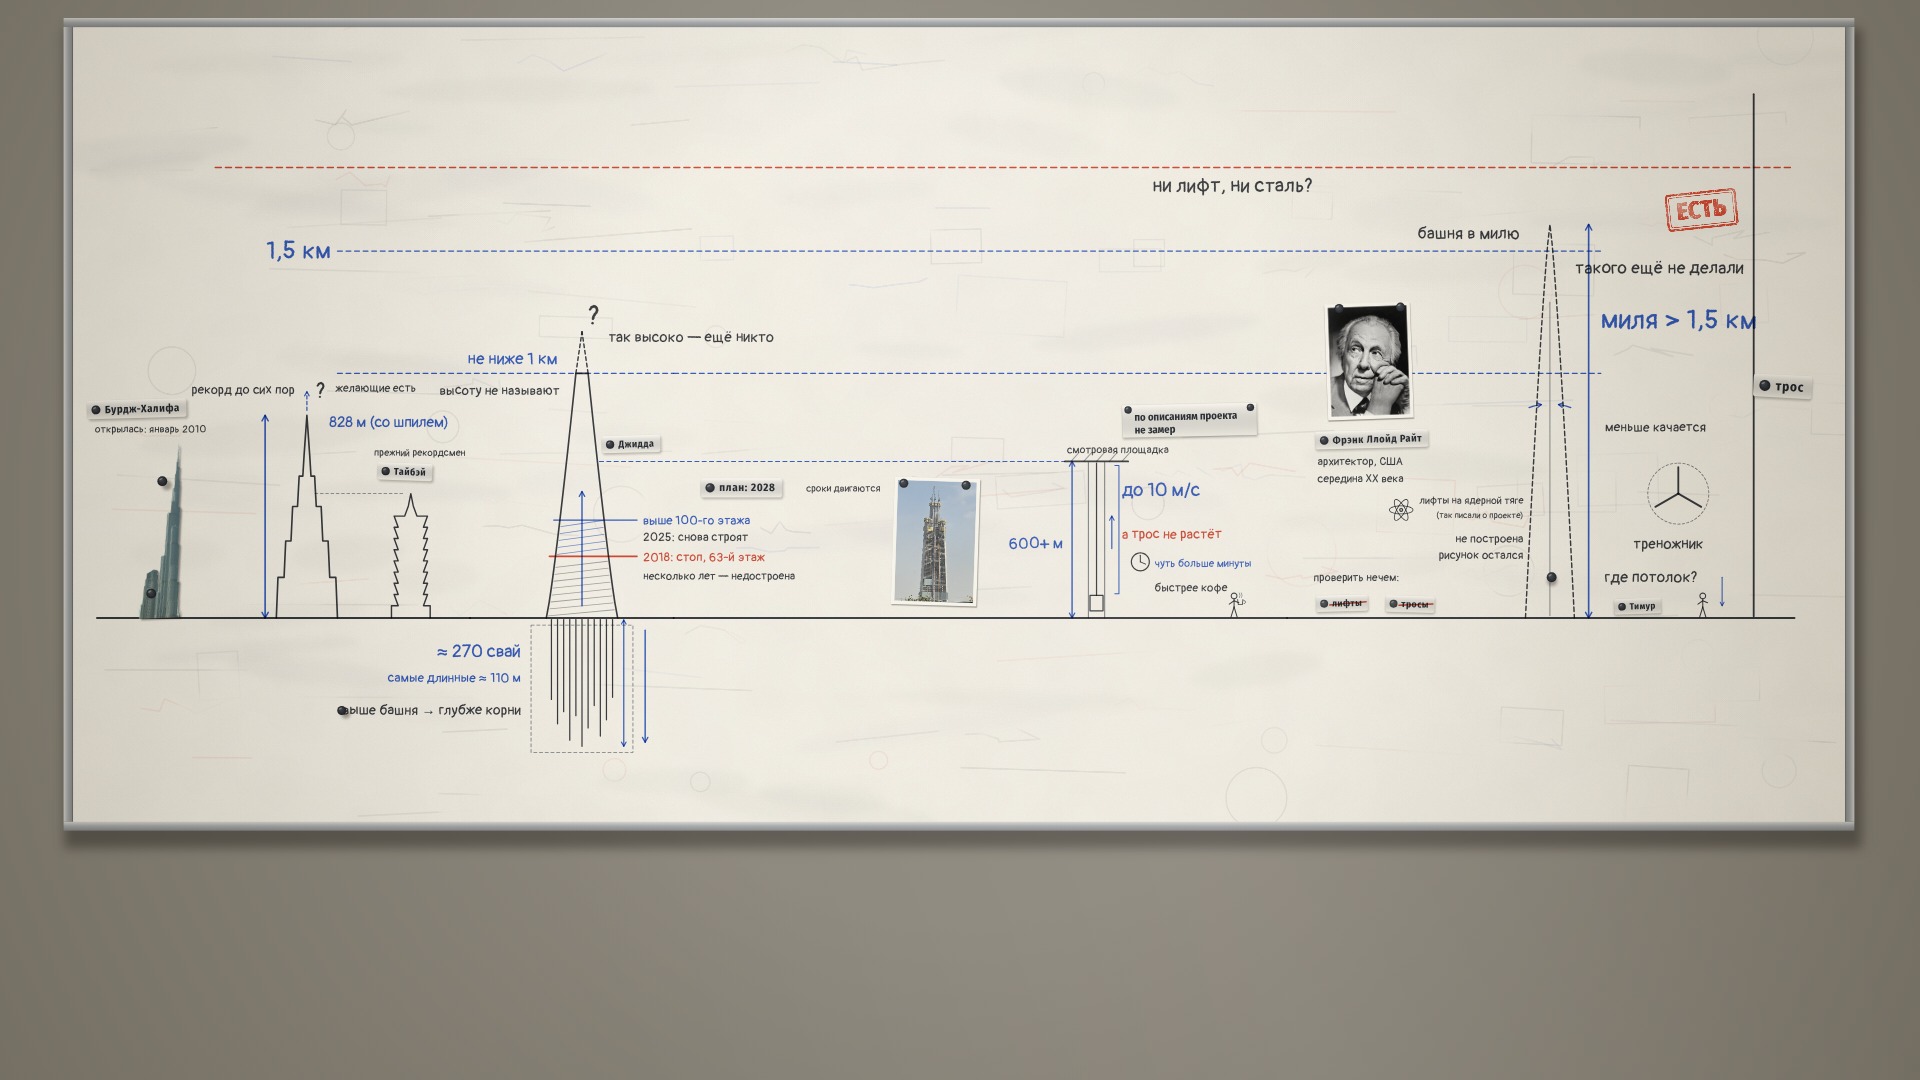 ни лифт, ни сталь?
ЕСТЬ
1,5 км
башня в милю
такого ещё не делали
?
так высоко — ещё никто
миля > 1,5 км
не ниже 1 км
рекорд до сих пор
?
желающие есть
высоту не называют
трос
Бурдж-Халифа
открылась: январь 2010
828 м (со шпилем)
прежний рекордсмен
Тайбэй
Джидда
план: 2028
сроки двигаются
выше 100-го этажа
2025: снова строят
2018: стоп, 63-й этаж
несколько лет — недостроена
по описаниям проекта
не замер
смотровая площадка
до 10 м/с
600+ м
а трос не растёт
чуть больше минуты
быстрее кофе
Фрэнк Ллойд Райт
архитектор, США
середина XX века
лифты на ядерной тяге
(так писали о проекте)
не построена
рисунок остался
проверить нечем:
лифты
тросы
меньше качается
треножник
где потолок?
Тимур
≈ 270 свай
самые длинные ≈ 110 м
выше башня → глубже корни